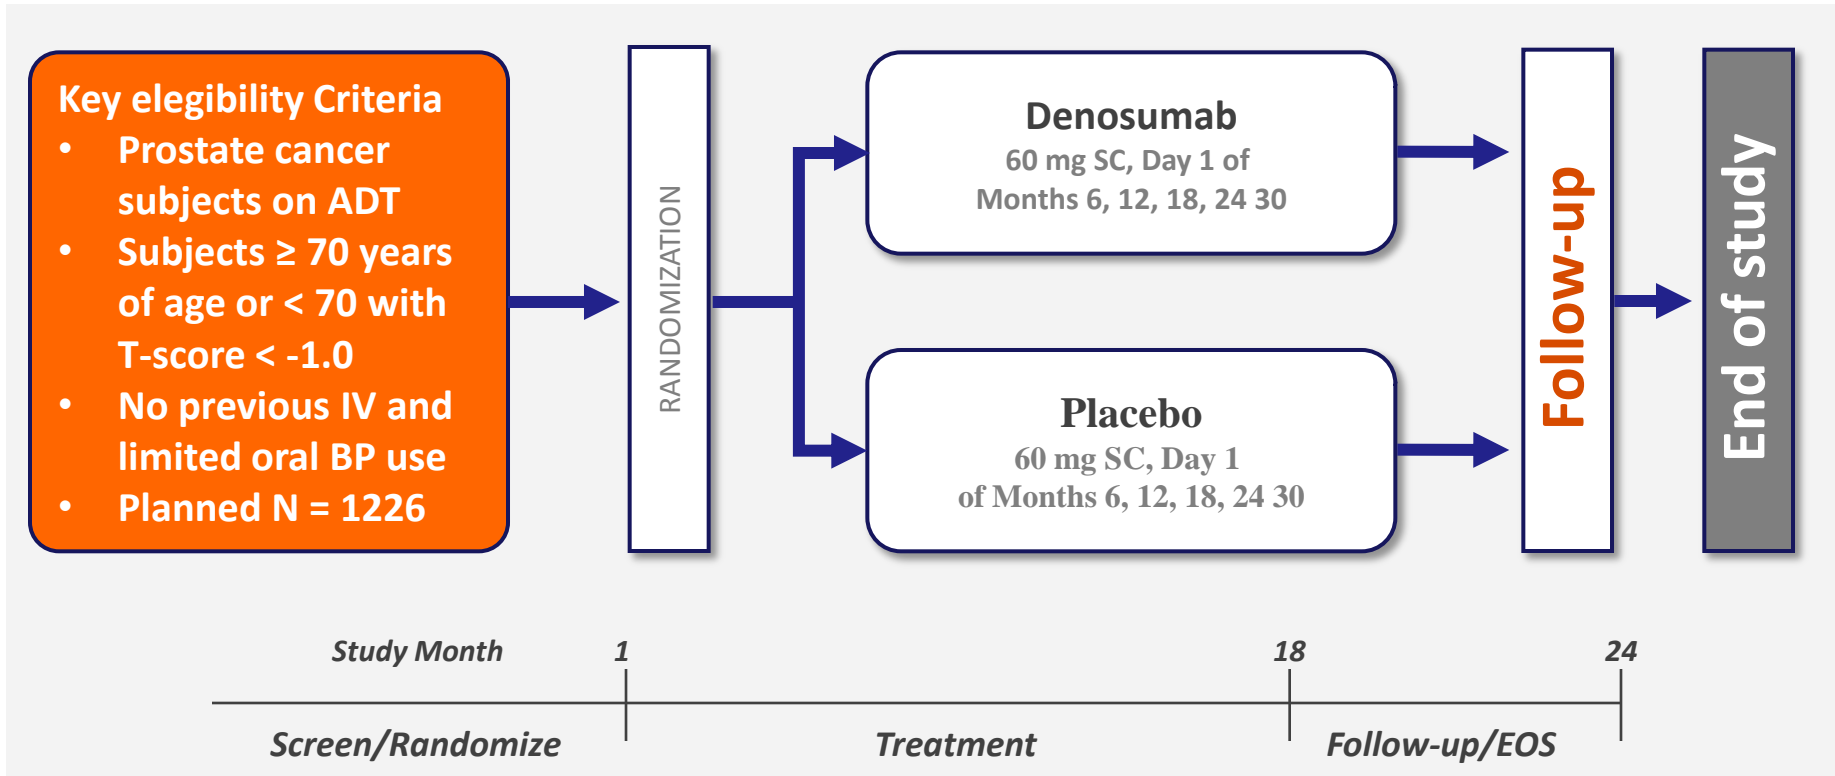 Key elegibility Criteria
• Prostate cancer
subjects on ADT
• Subjects ≥ 70 years
of age or < 70 with
T-score < -1.0
• No previous IV and
limited oral BP use
• Planned N = 1226
RANDOMIZATION
Denosumab
60 mg SC, Day 1 of
Months 6, 12, 18, 24 30
Placebo
60 mg SC, Day 1
of Months 6, 12, 18, 24 30
Follow-up
End of study
Study Month 1 18 24
Screen/Randomize Treatment Follow-up/EOS